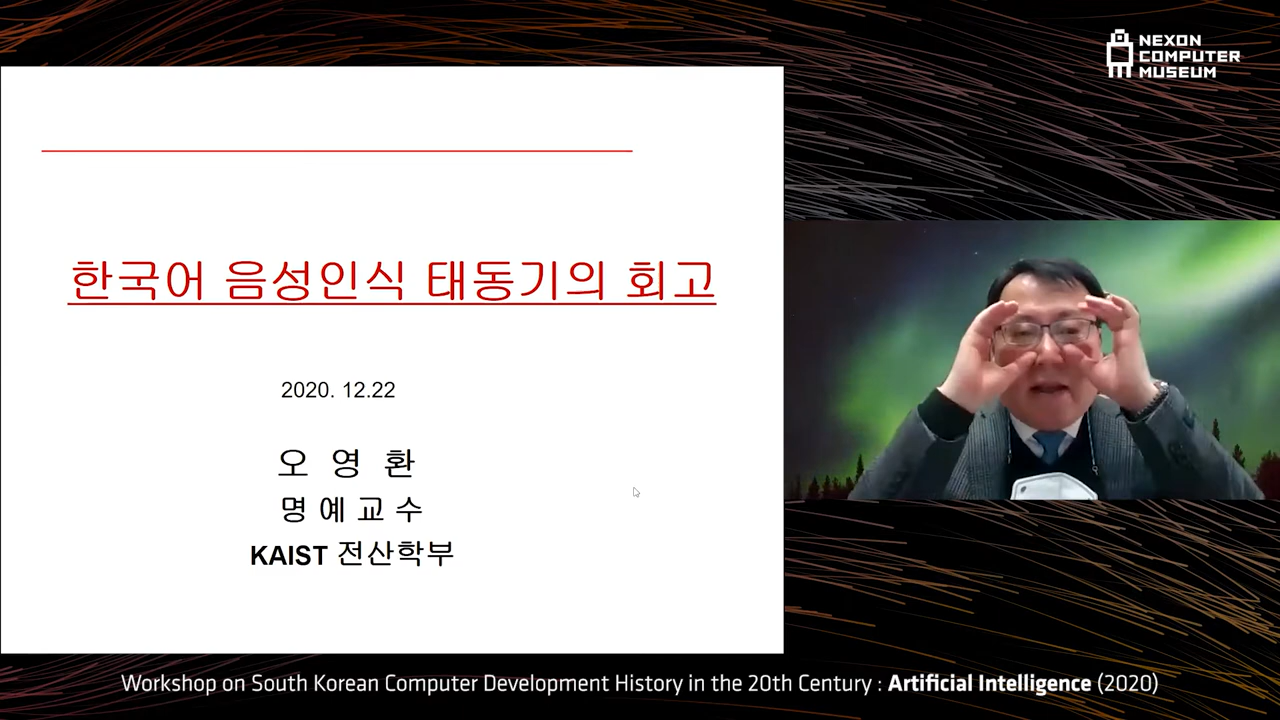 NEXON
COMPUTER
MUSEUM
한국어 음성인식 태동기의 회고
2020. 12.22
오 영 환
명 예 교 수
KAIST 전산학부
Workshop on South Korean Computer Development History in the 20th Century : Artificial Intelligence (2020)